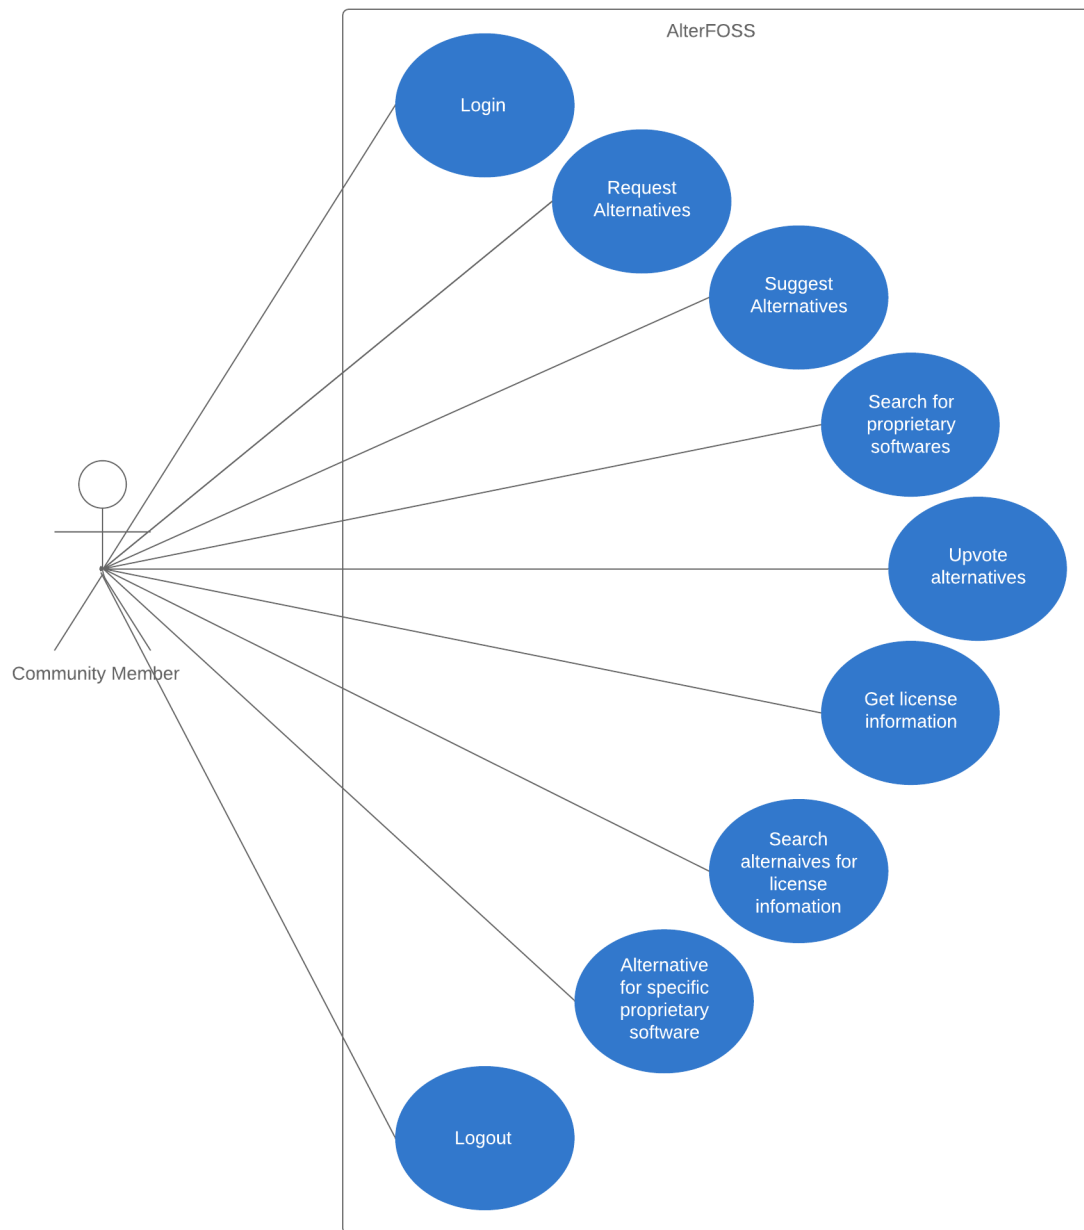 AlterFOSS
Login
Request
Alternatives
Suggest
Alternatives
Search for
proprietary
softwares
Upvote
alternatives
Community Member
Get license
information
Search
alternaives for
license
infomation
Alternative
for specific
proprietary
software
Logout